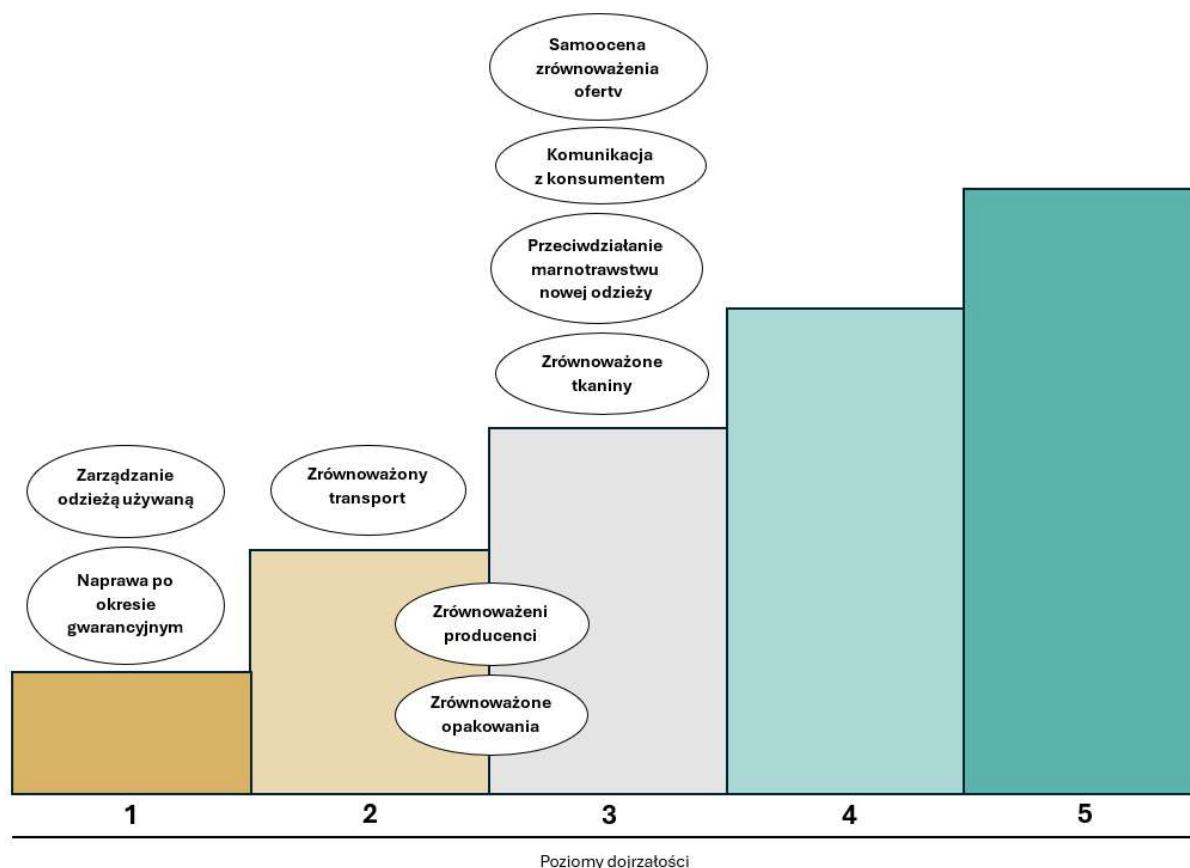 Samoocena
zrównoważenia
oferty
Komunikacja
z konsumentem
Przeciwdziałanie
marnotrawstwu
nowej odzieży
Zrównoważone
tkaniny
Zarządzanie
odzieżą używaną
Naprawa po
okresie
gwarancyjnym
Zrównoważony
transport
Zrównoważeni
producenci
Zrównoważone
opakowania
1 2 3 4 5
Poziomy dojrzałości